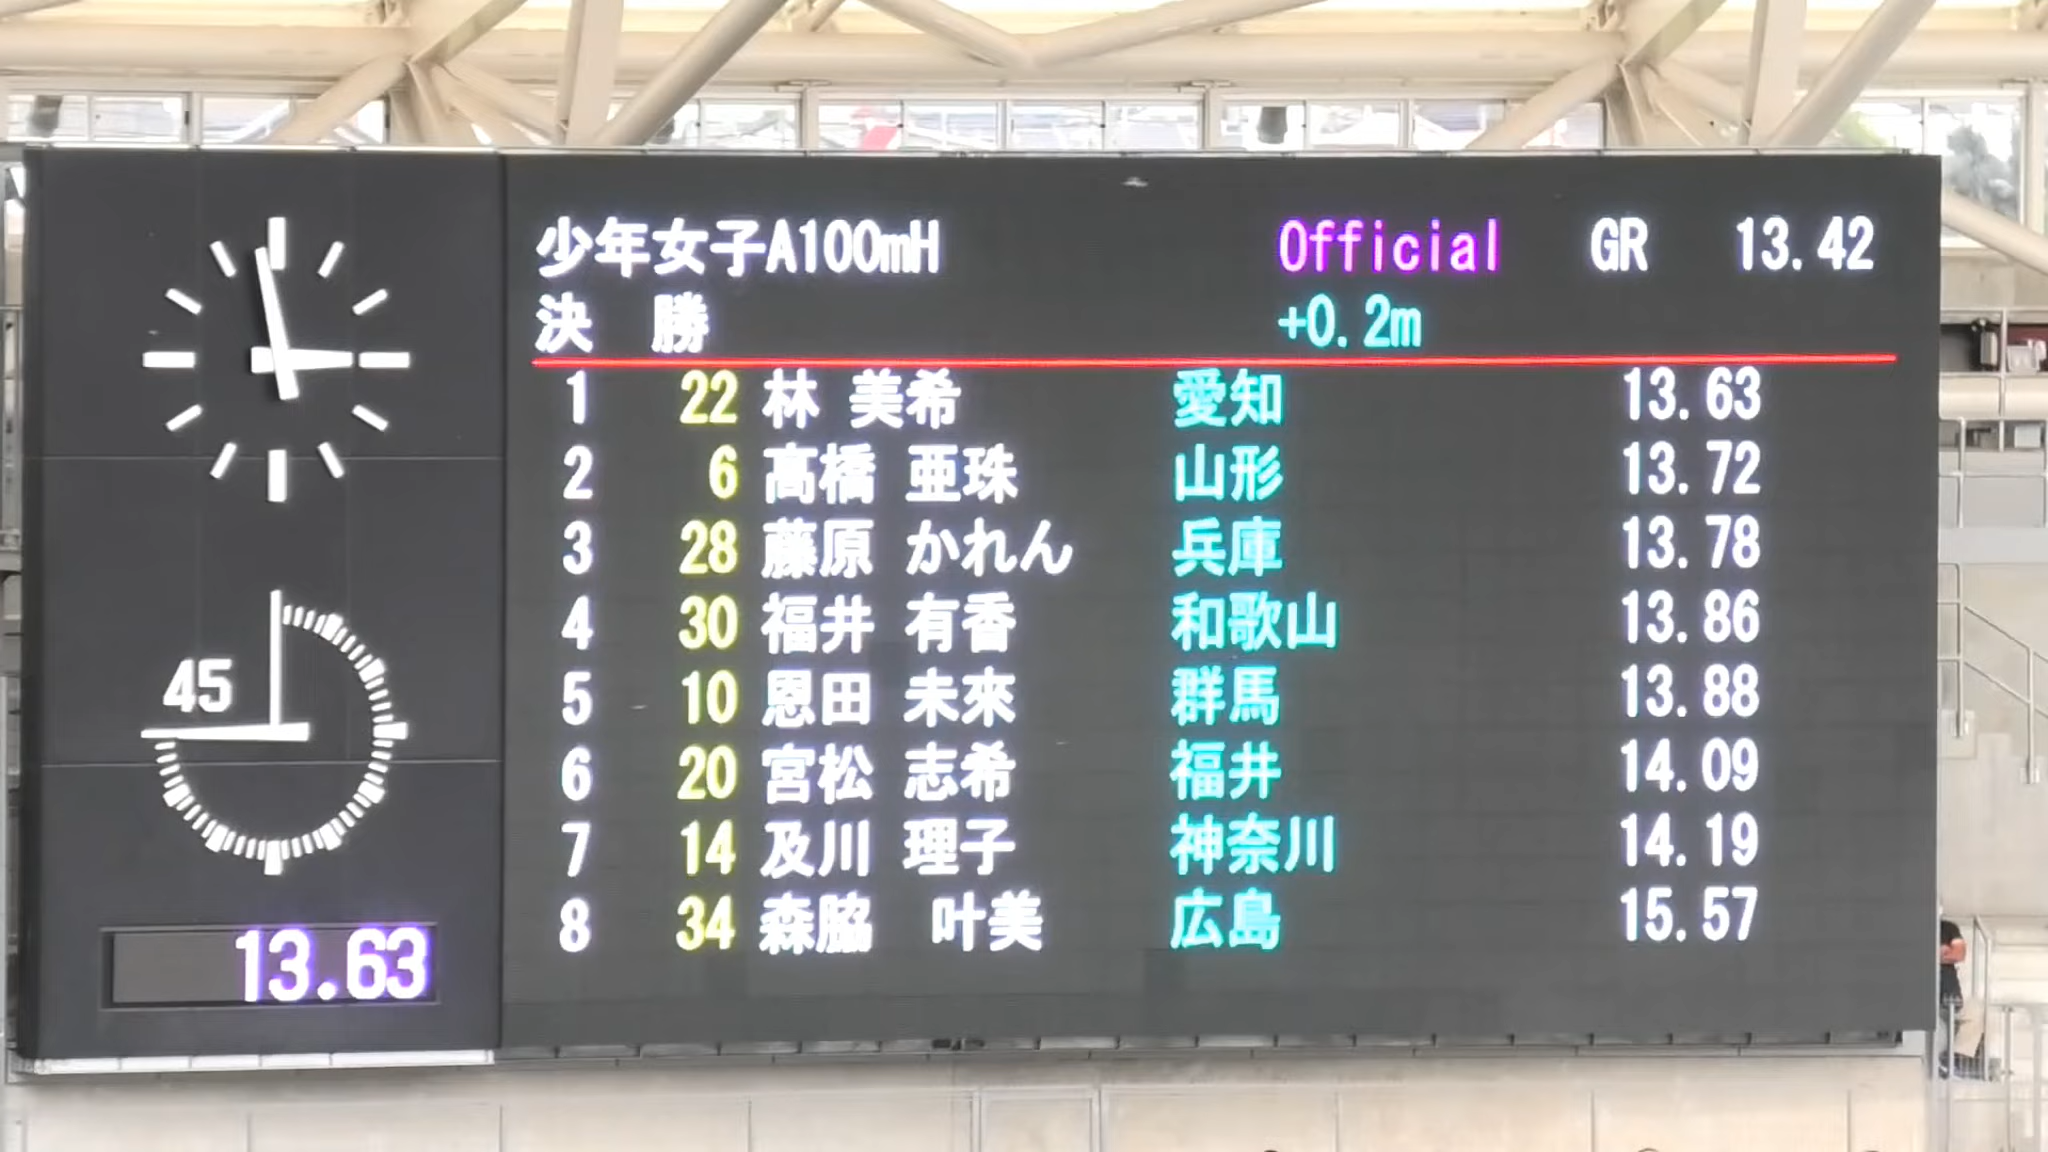 少年女子A100mH Official GR 13.42
決 勝 +0.2m
1 22 林 美希 愛知 13.63
2 6 髙橋 亜珠 山形 13.72
3 28 藤原 かれん 兵庫 13.78
4 30 福井 有香 和歌山 13.86
5 10 恩田 未來 群馬 13.88
6 20 宮松 志希 福井 14.09
7 14 及川 理子 神奈川 14.19
8 34 森脇 叶美 広島 15.57
45
13.63